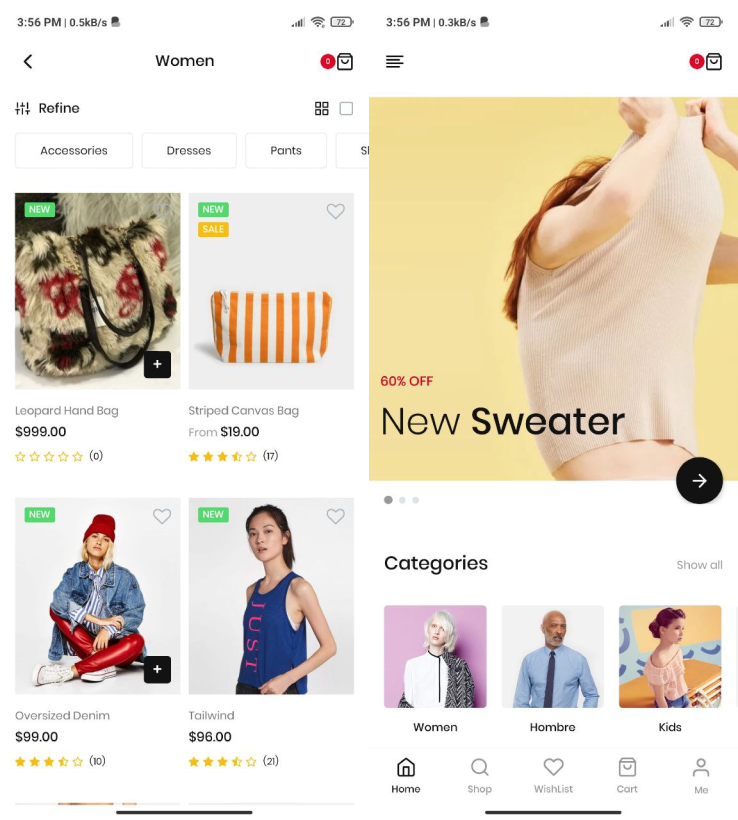 3:56 PM | 0.5kB/s
72
Women
0
Refine
Accessories
Dresses
Pants
NEW
NEW
SALE
+
Leopard Hand Bag
Striped Canvas Bag
$999.00
From $19.00
(0)
(17)
NEW
NEW
JUST
+
Oversized Denim
Tailwind
$99.00
$96.00
(10)
(21)
3:56 PM | 0.3kB/s
72
0
60% OFF
New Sweater
Categories
Show all
Women
Hombre
Kids
Home
Shop
WishList
Cart
Me